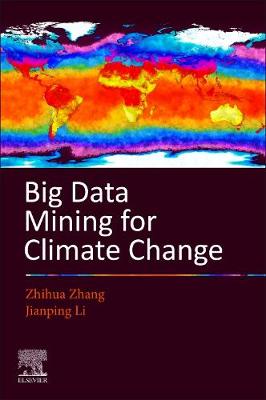 Big Data
Mining for
Climate Change
Zhihua Zhang
Jianping Li
ELSEVIER